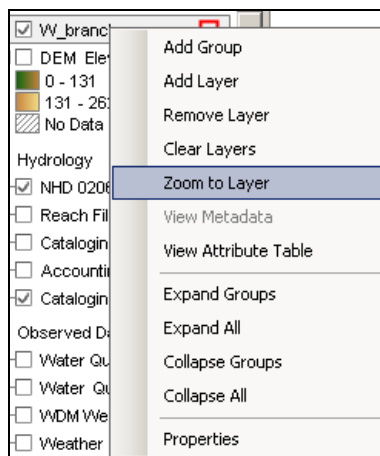 W_branc
DEM Ele
0 - 131
131 - 26
No Data
Hydrology
NHD 0206
Reach Fil
Catalogin
Accounti
Catalogin
Observed D
Water Qu
Water Qu
WDM We
Weather
Add Group
Add Layer
Remove Layer
Clear Layers
Zoom to Layer
View Metadata
View Attribute Table
Expand Groups
Expand All
Collapse Groups
Collapse All
Properties